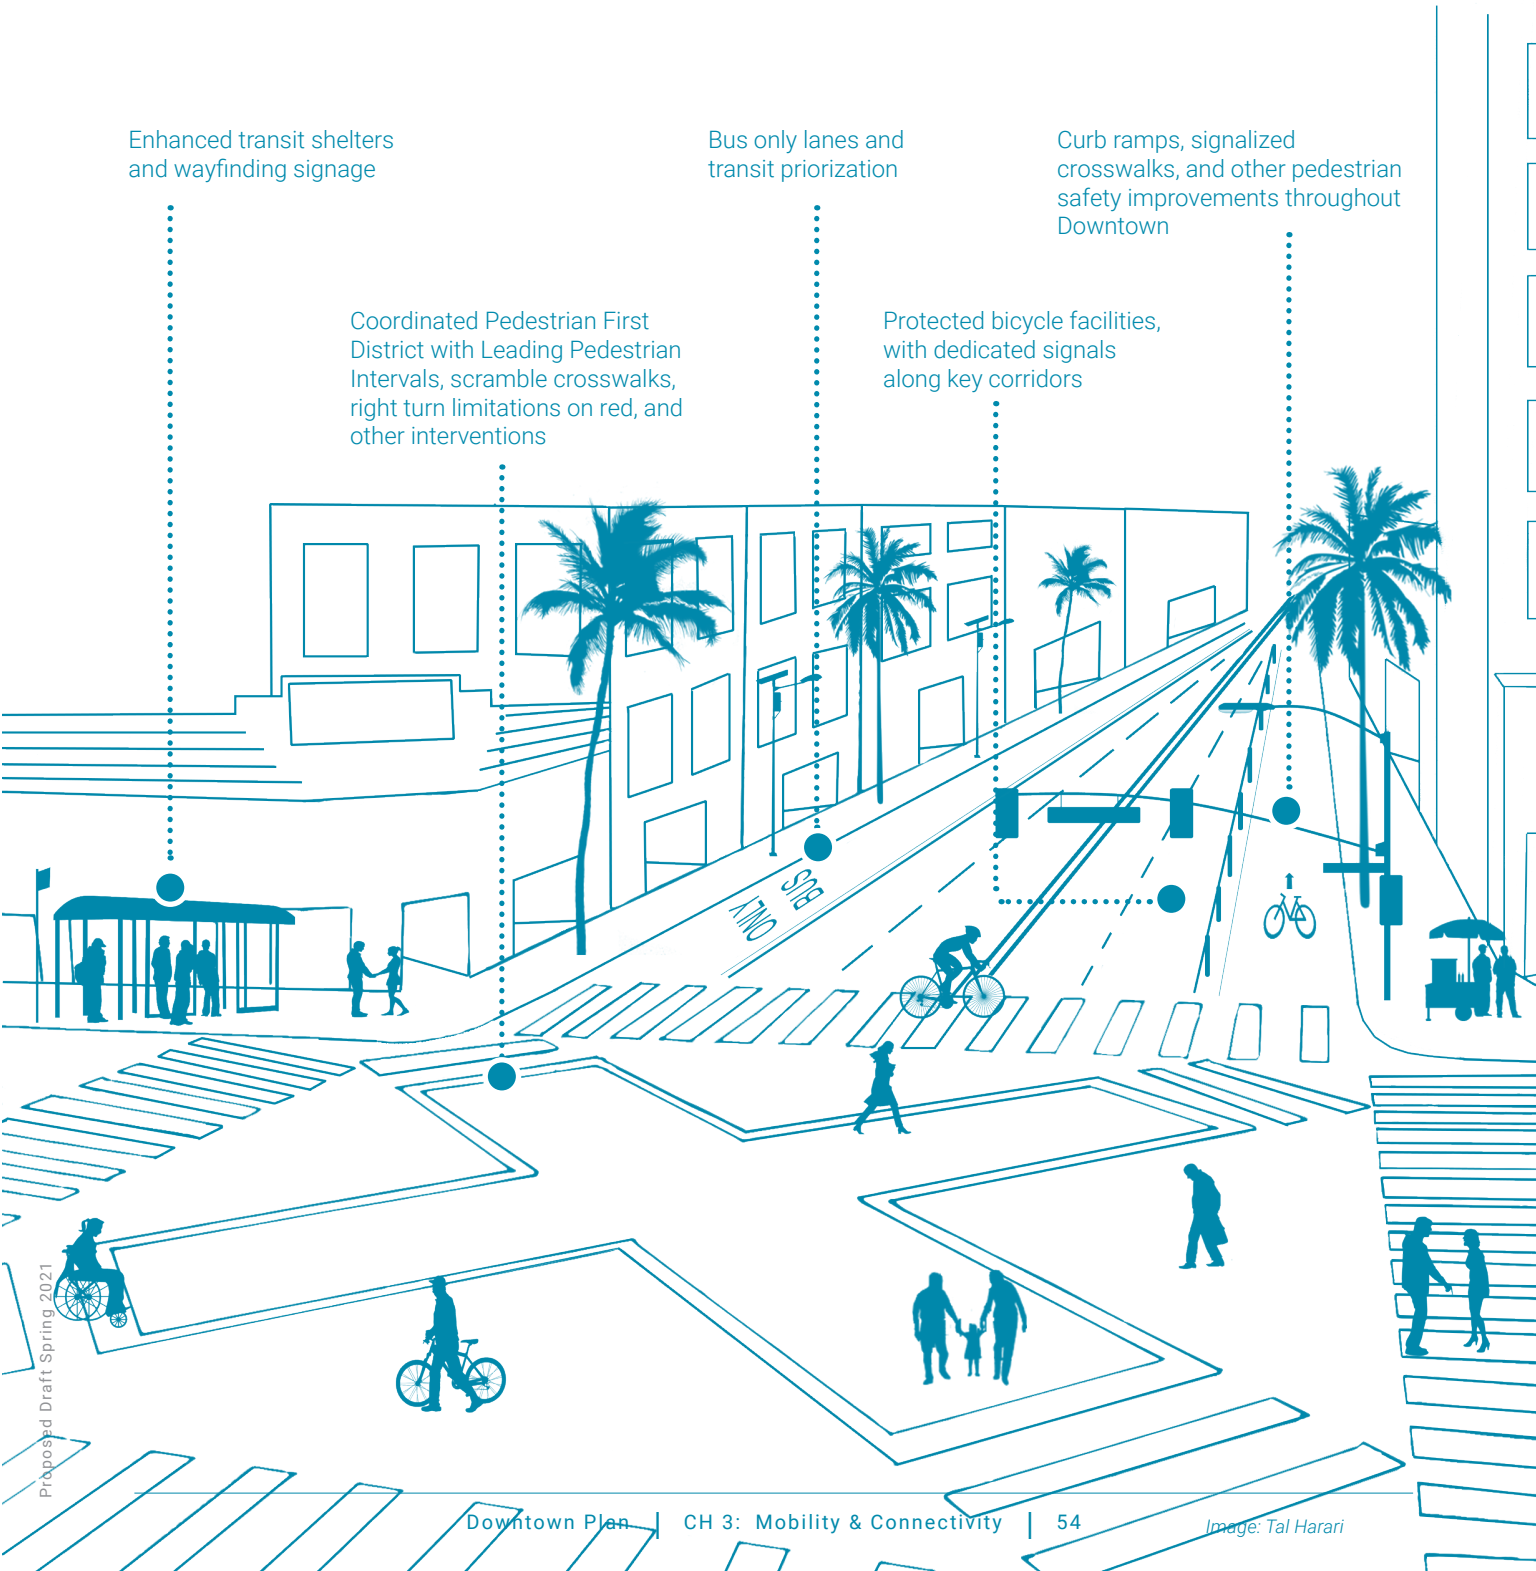 Enhanced transit shelters
and wayfinding signage
Bus only lanes and
transit priorization
Curb ramps, signalized
crosswalks, and other pedestrian
safety improvements throughout
Downtown
Coordinated Pedestrian First
District with Leading Pedestrian
Intervals, scramble crosswalks,
right turn limitations on red, and
other interventions
Protected bicycle facilities,
with dedicated signals
along key corridors
BUS
ONLY
Proposed Draft Spring 2021
Downtown Plan | CH 3: Mobility & Connectivity | 54
Image: Tal Harari